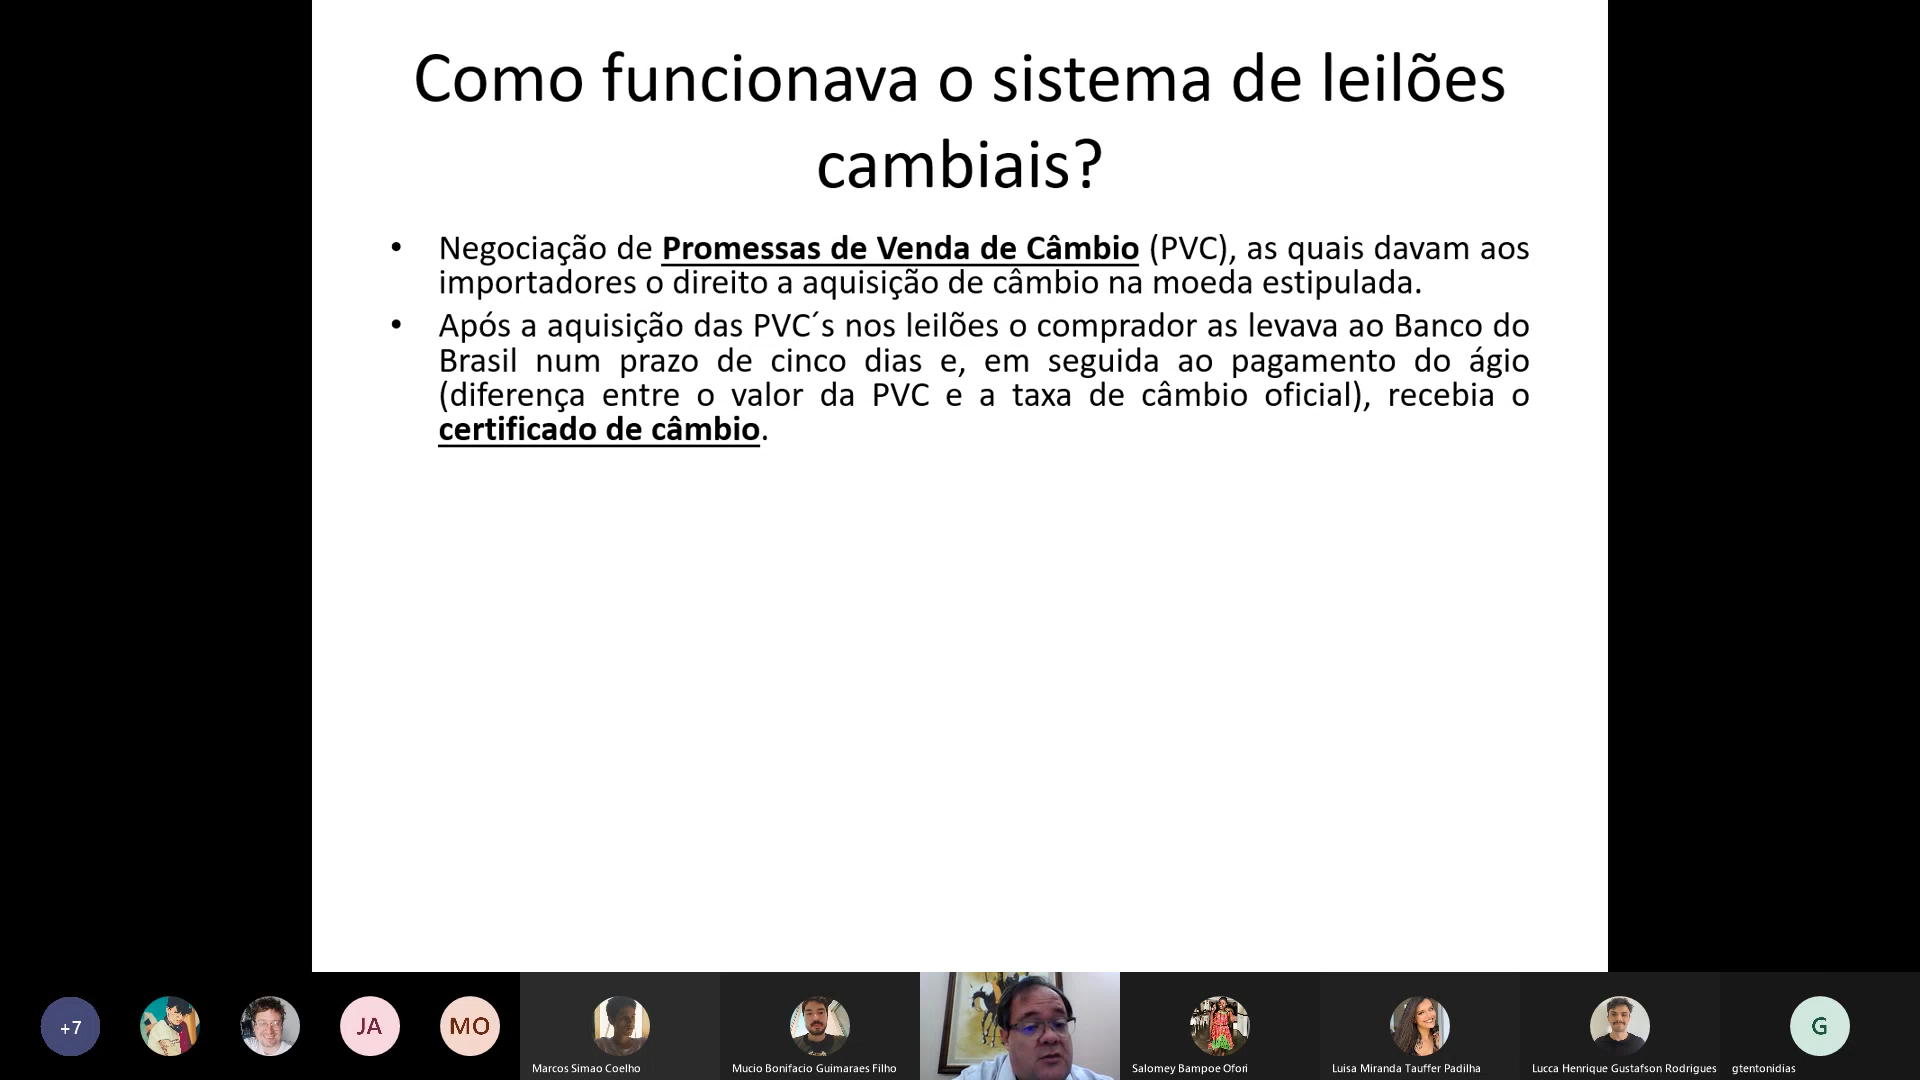 Como funcionava o sistema de leilões
cambiais?
• Negociação de Promessas de Venda de Câmbio (PVC), as quais davam aos
importadores o direito a aquisição de câmbio na moeda estipulada.
• Após a aquisição das PVC´s nos leilões o comprador as levava ao Banco do
Brasil num prazo de cinco dias e, em seguida ao pagamento do ágio
(diferença entre o valor da PVC e a taxa de câmbio oficial), recebia o
certificado de câmbio.
+7
JA
MO
G
Marcos Simao Coelho
Mucio Bonifacio Guimaraes Filho
Salomey Bampoe Ofori
Luisa Miranda Tauffer Padilha
Lucca Henrique Gustafson Rodrigues
gtentonidias